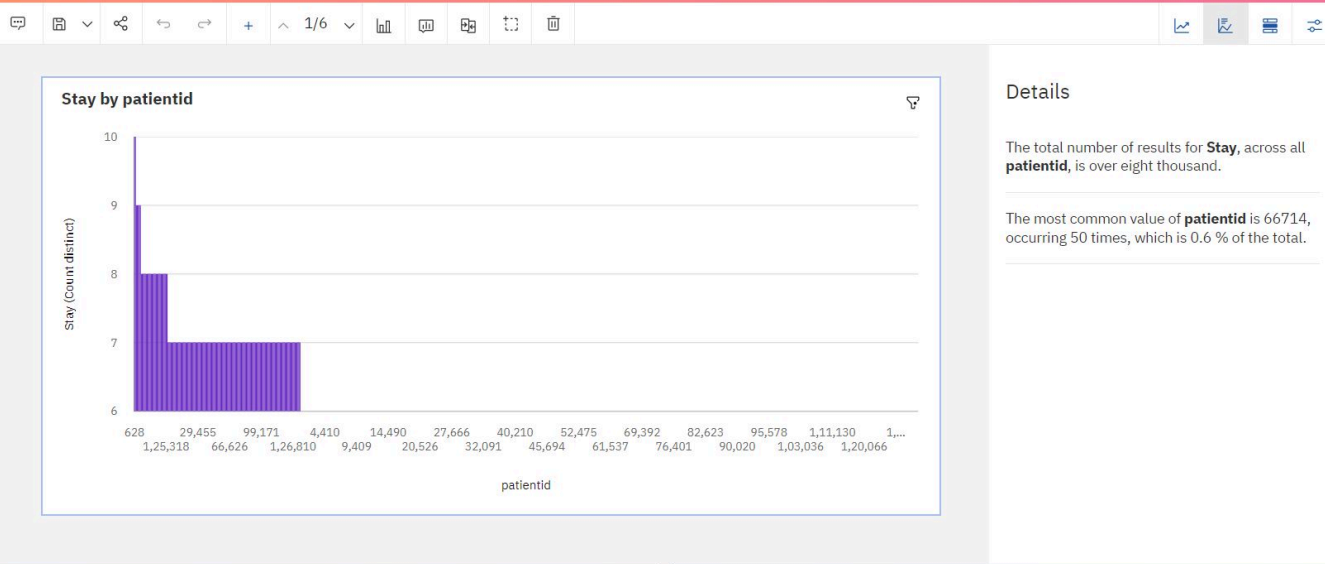 1/6
Stay by patientid
10
9
8
7
6
Stay (Count distinct)
628 29,455 99,171 4,410 14,490 27,666 40,210 52,475 69,392 82,623 95,578 1,11,130 1,...
1,25,318 66,626 1,26,810 9,409 20,526 32,091 45,694 61,537 76,401 90,020 1,03,036 1,20,066
patientid
Details
The total number of results for Stay, across all
patientid, is over eight thousand.
The most common value of patientid is 66714,
occurring 50 times, which is 0.6 % of the total.